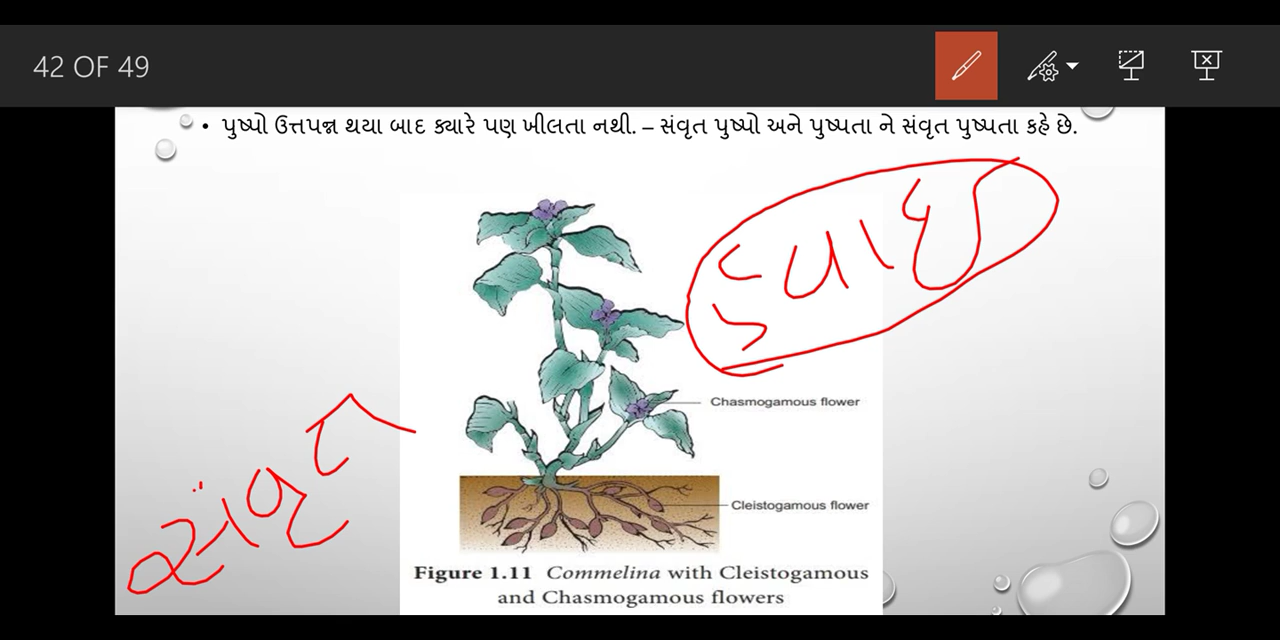 42 OF 49
• પુષ્પો ઉત્તપન્ન થયા બાદ ક્યારે પણ ખીલતા નથી. – સંવૃત પુષ્પો અને પુષ્પતા ને સંવૃત પુષ્પતા કહે છે.
Chasmogamous flower
સંવૃત
Cleistogamous flower
Figure 1.11 Commelina with Cleistogamous
and Chasmogamous flowers